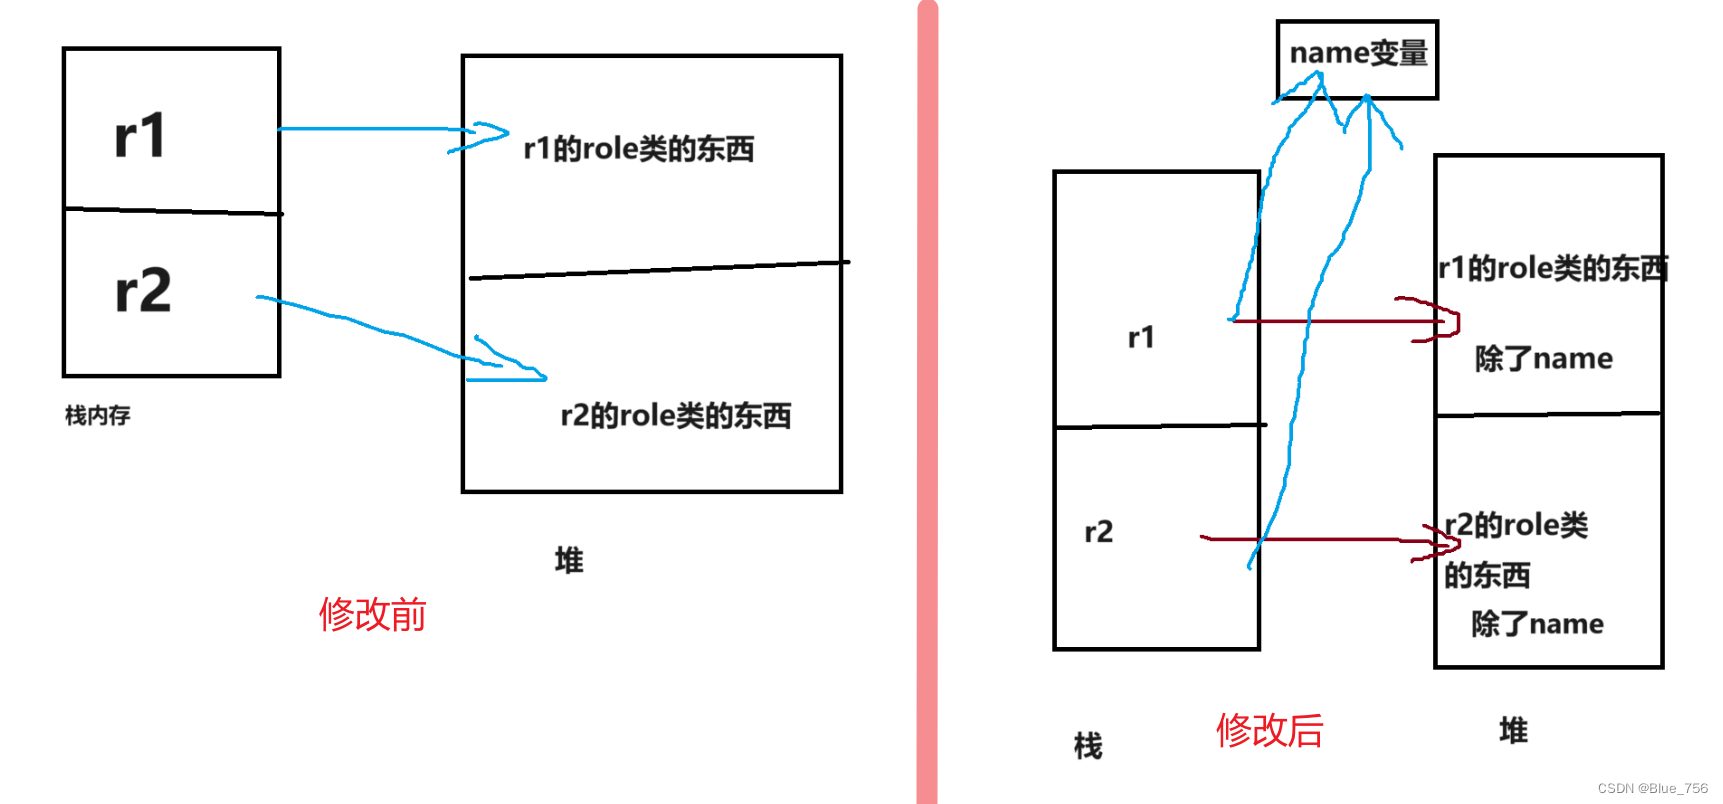 r1
r2
栈内存
r1的role类的东西
r2的role类的东西
堆
修改前
name变量
r1
r2
r1的role类的东西
除了name
r2的role类
的东西
除了name
栈
修改后
堆
CSDN @Blue_756